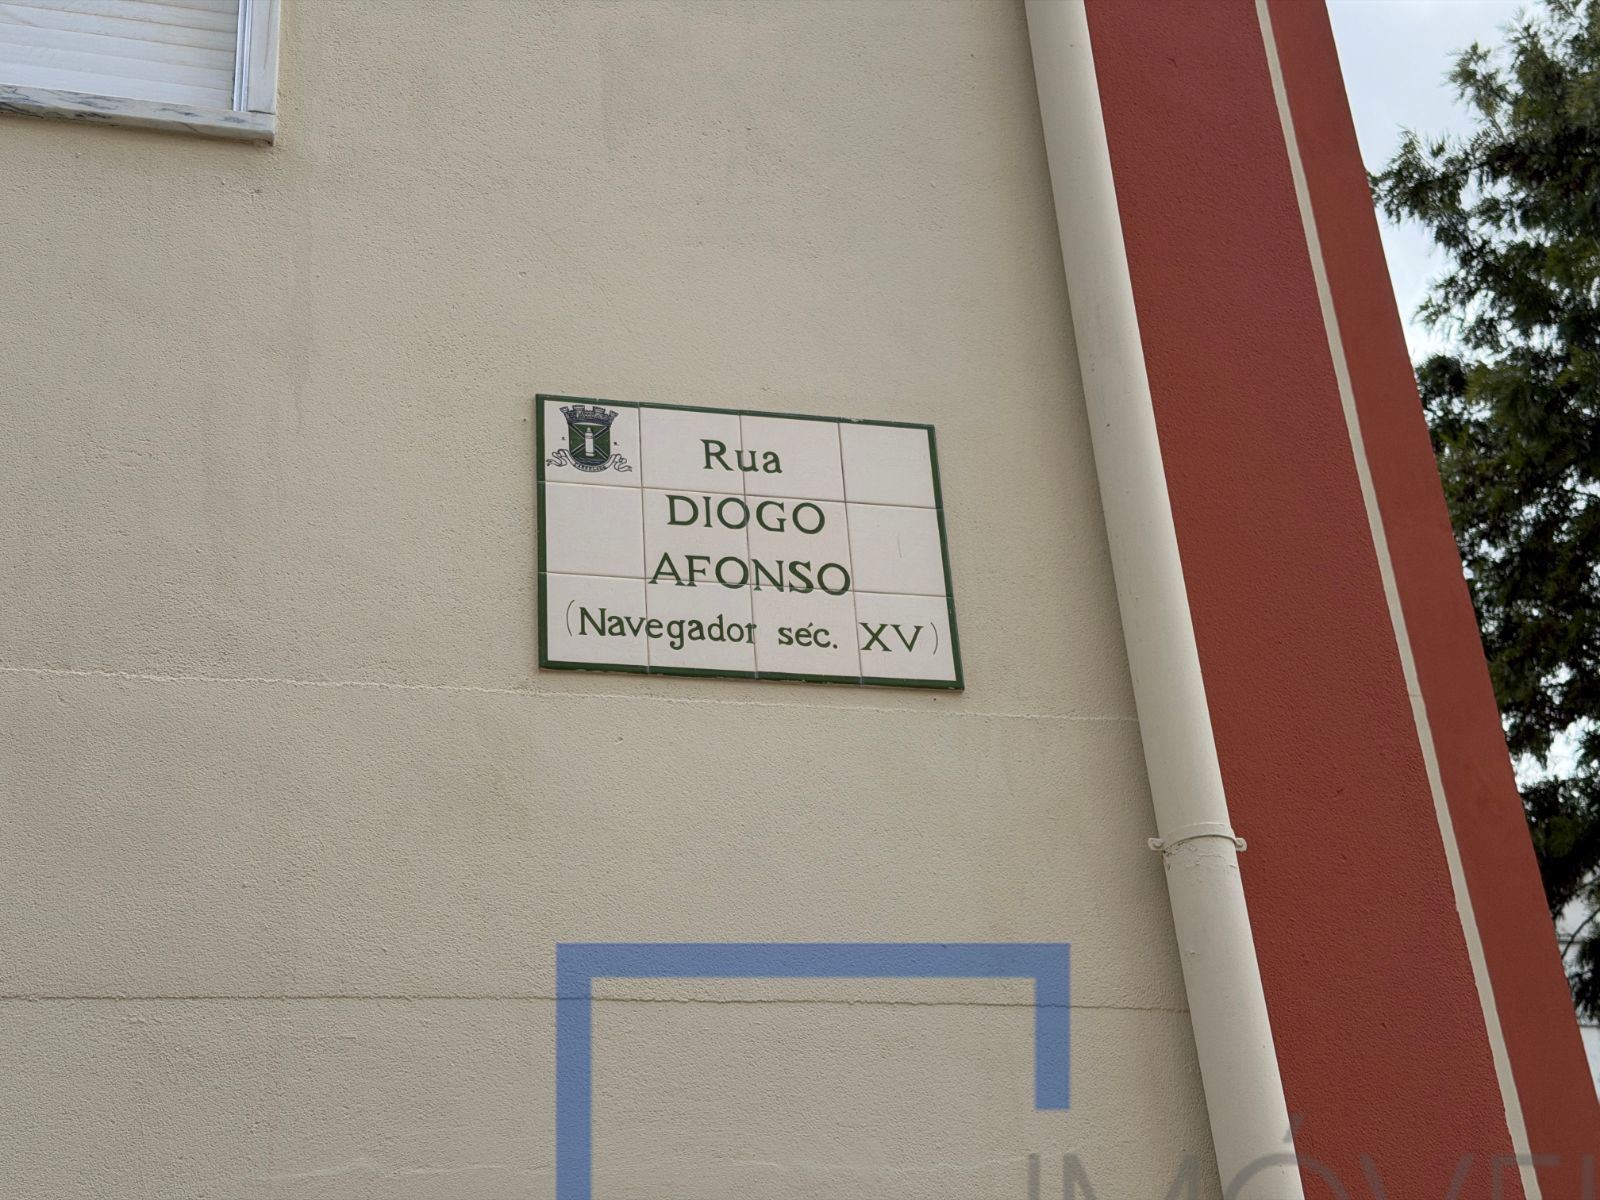 Rua
DIOGO
AFONSO
(Navegador séc. XV)